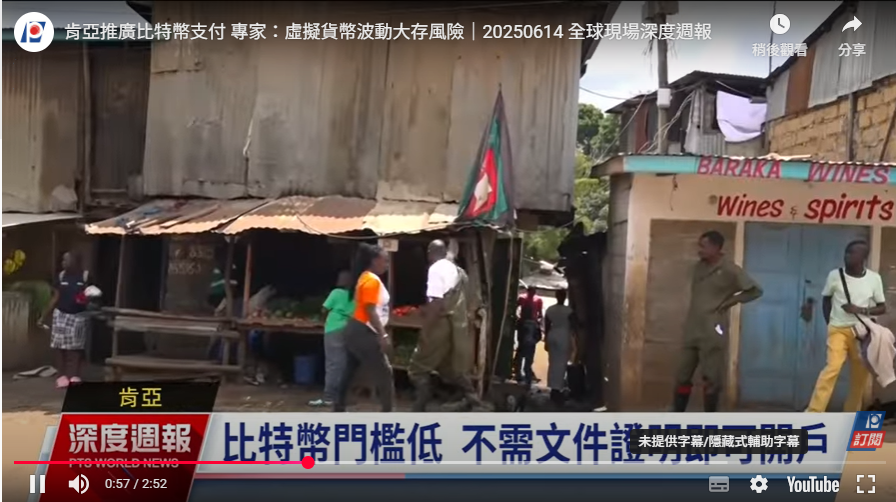 肯亞推廣比特幣支付 專家：虛擬貨幣波動大存風險｜20250614 全球現場深度週報
稍後觀看
分享
BARAKA WINES
Wines & spirits
肯亞
深度週報
PTS WORLD NEWS
比特幣門檻低 不需文件證明即可開戶
未提供字幕/隱藏式輔助字幕
訂閱
0:57 / 2:52
YouTube